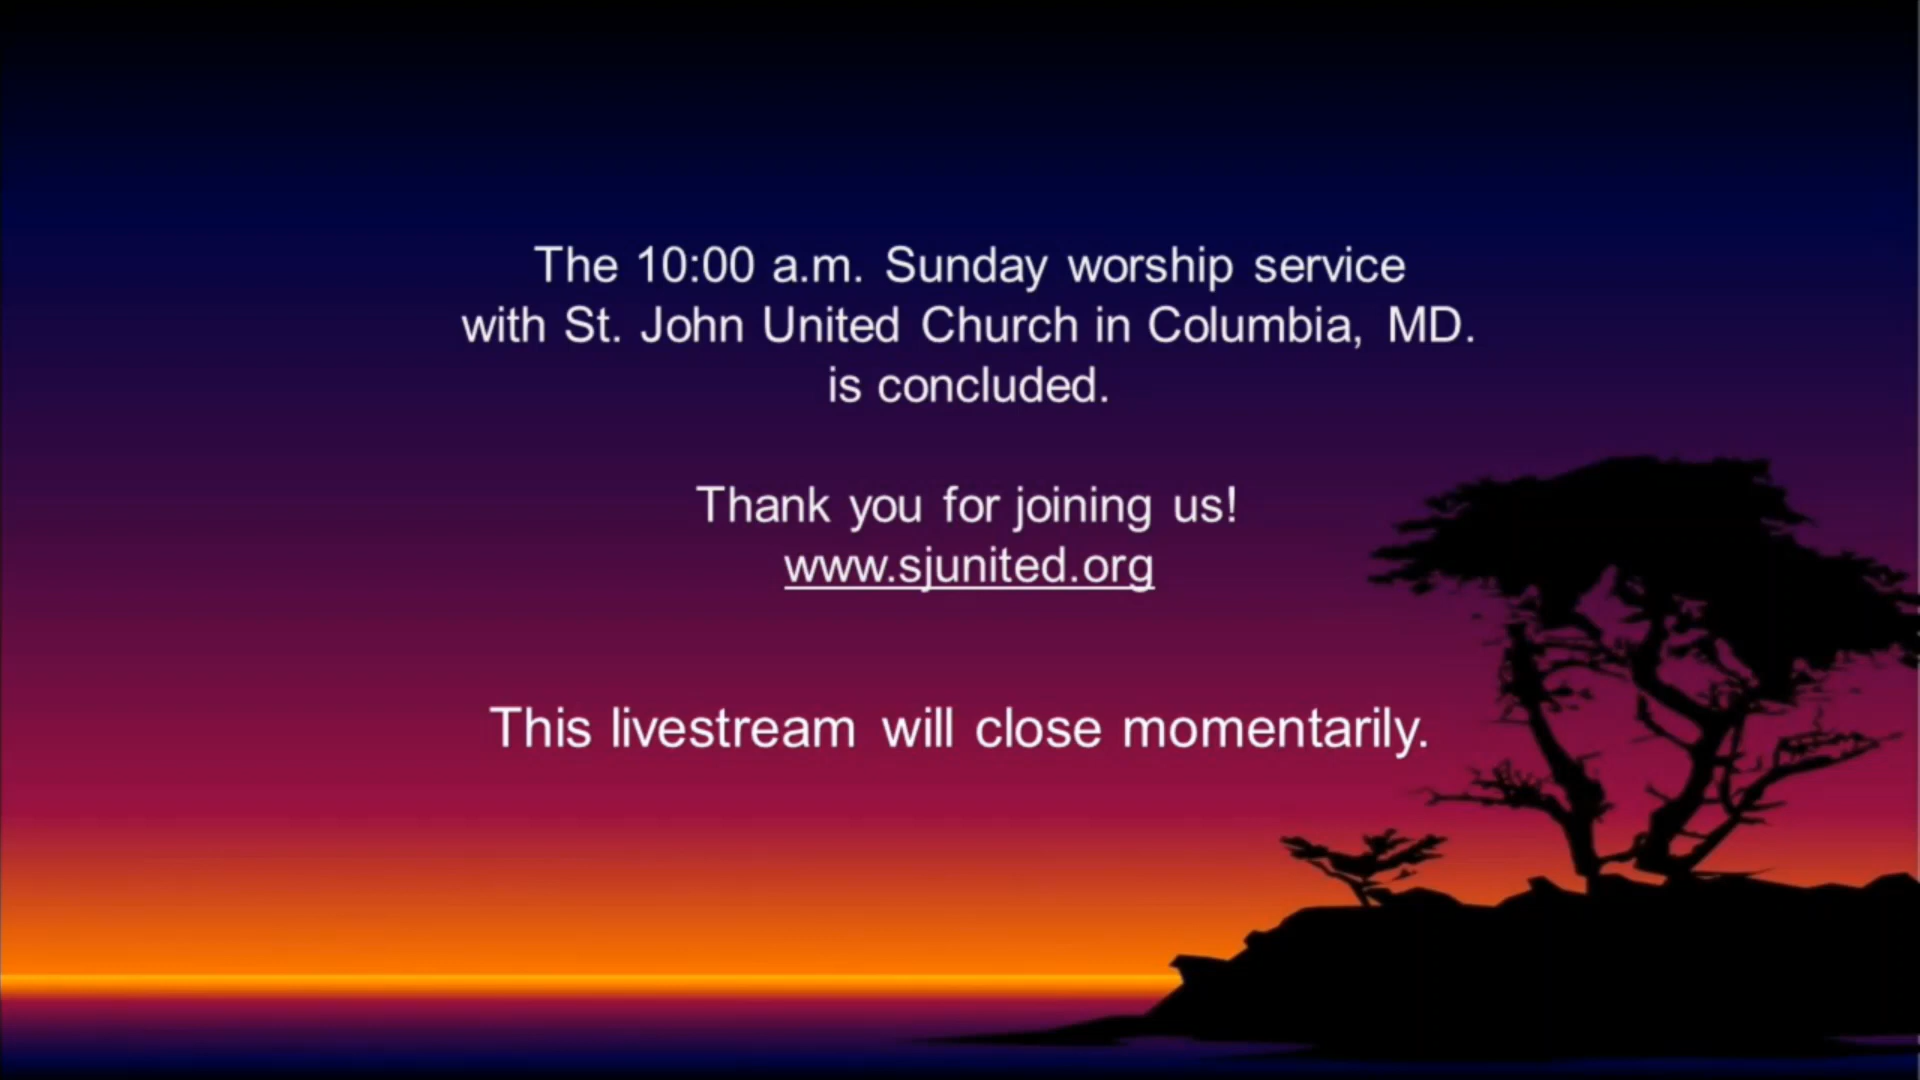 The 10:00 a.m. Sunday worship service
with St. John United Church in Columbia, MD.
is concluded.
Thank you for joining us!
www.sjunited.org
This livestream will close momentarily.